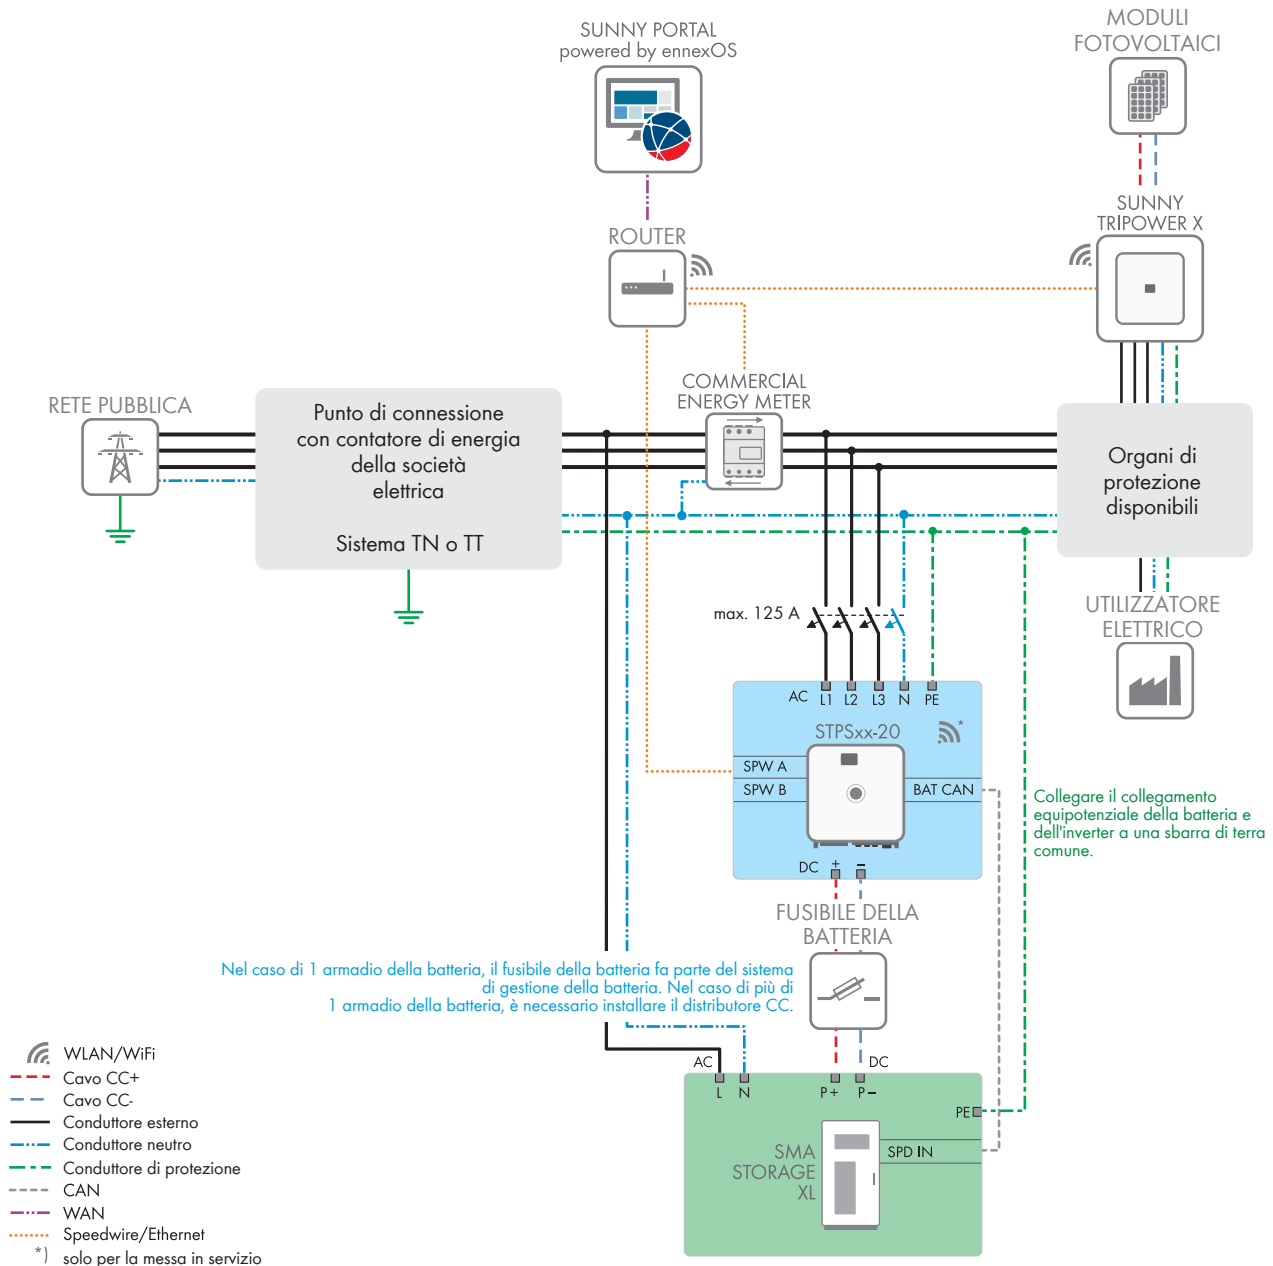 SUNNY PORTAL
powered by ennexOS
MODULI
FOTOVOLTAICI
SUNNY
TRIPOWER X
ROUTER
COMMERCIAL
ENERGY METER
RETE PUBBLICA
Punto di connessione
con contatore di energia
della società
elettrica
Sistema TN o TT
Organi di
protezione
disponibili
max. 125 A
UTILIZZATORE
ELETTRICO
AC L1 L2 L3 N PE
STPSxx-20 *
SPW A
SPW B
BAT CAN
DC + −
Collegare il collegamento
equipotenziale della batteria e
dell'inverter a una sbarra di terra
comune.
FUSIBILE DELLA
BATTERIA
Nel caso di 1 armadio della batteria, il fusibile della batteria fa parte del sistema
di gestione della batteria. Nel caso di più di
1 armadio della batteria, è necessario installare il distributore CC.
AC DC
L N P+ P−
PE
SMA
STORAGE
XL
SPD IN
WLAN/WiFi
Cavo CC+
Cavo CC-
Conduttore esterno
Conduttore neutro
Conduttore di protezione
CAN
WAN
Speedwire/Ethernet
*) solo per la messa in servizio